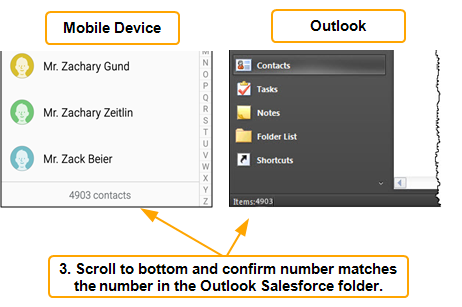 Mobile Device
Outlook
Mr. Zachary Gund
Mr. Zachary Zeitlin
Mr. Zack Beier
4903 contacts
M
N
O
P
Q
R
S
T
U
V
W
X
Y
Z
Contacts
Tasks
Notes
Folder List
Shortcuts
Items:4903
3. Scroll to bottom and confirm number matches
the number in the Outlook Salesforce folder.